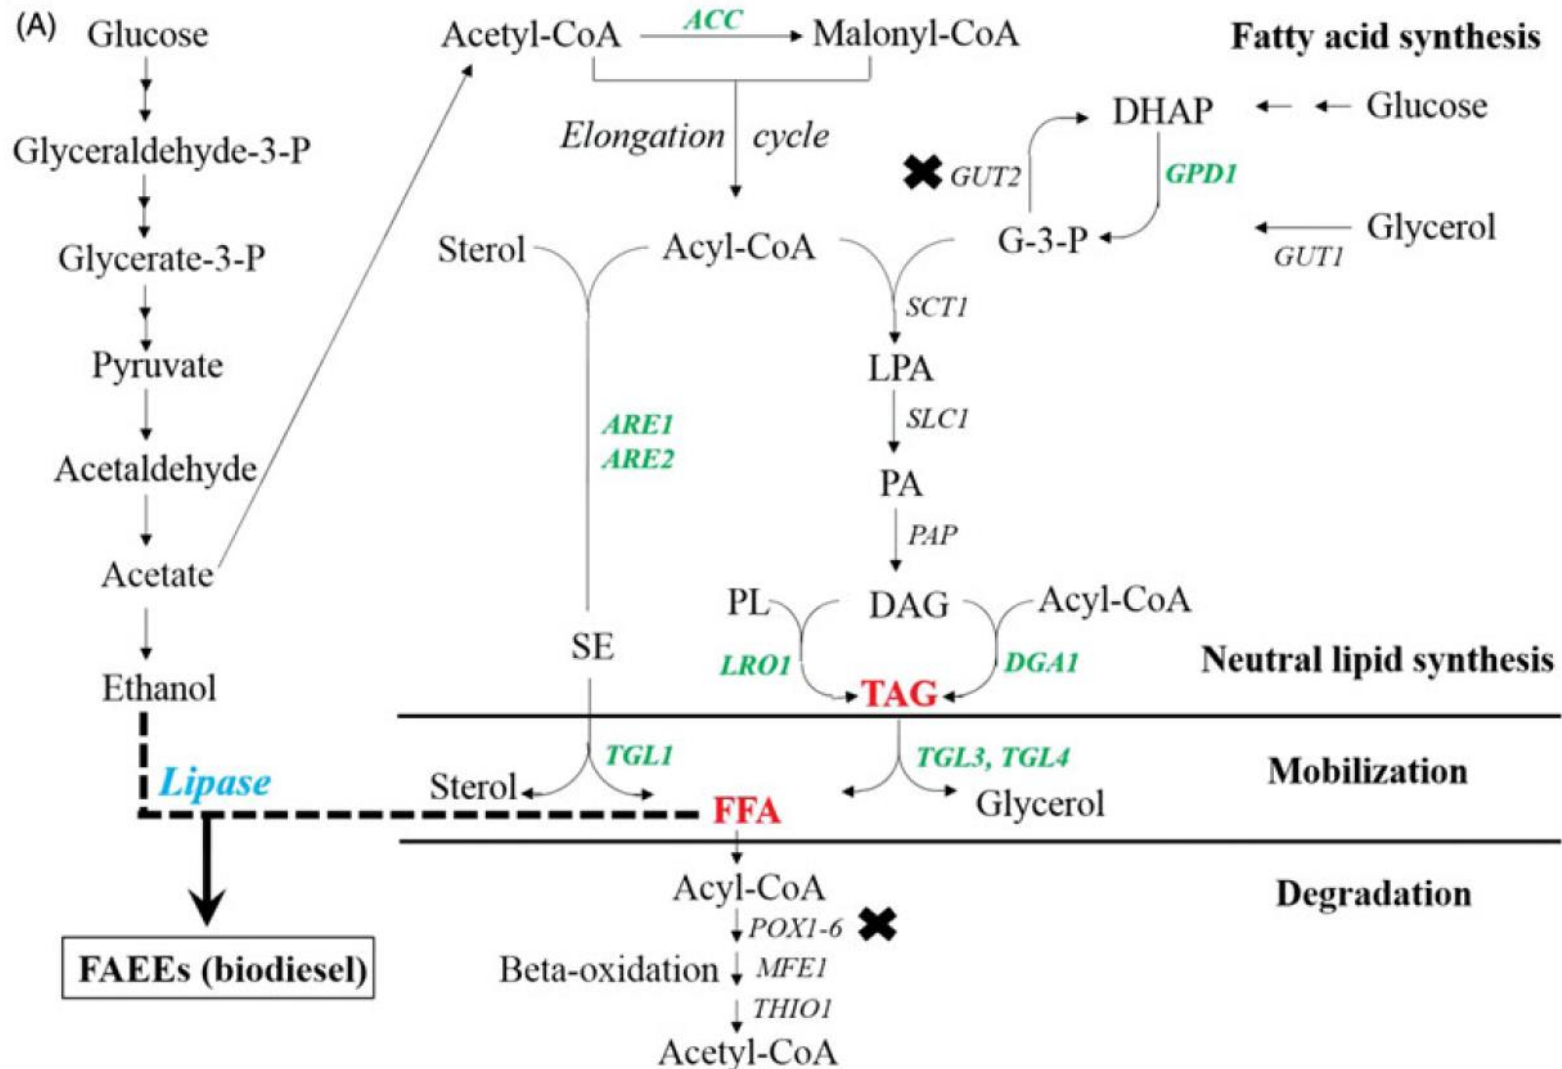 (A)
Glucose
Glyceraldehyde-3-P
Glycerate-3-P
Pyruvate
Acetaldehyde
Acetate
Ethanol
Lipase
FAEEs (biodiesel)
Acetyl-CoA
ACC
Malonyl-CoA
Elongation cycle
Sterol
Acyl-CoA
ARE1
ARE2
SE
TGL1
Sterol
Fatty acid synthesis
DHAP
Glucose
GUT2
GPD1
G-3-P
Glycerol
GUT1
SCT1
LPA
SLC1
PA
PAP
PL
DAG
Acyl-CoA
LRO1
DGA1
TAG
Neutral lipid synthesis
TGL3, TGL4
Glycerol
Mobilization
FFA
Acyl-CoA
POX1-6
Beta-oxidation
MFE1
THIO1
Acetyl-CoA
Degradation